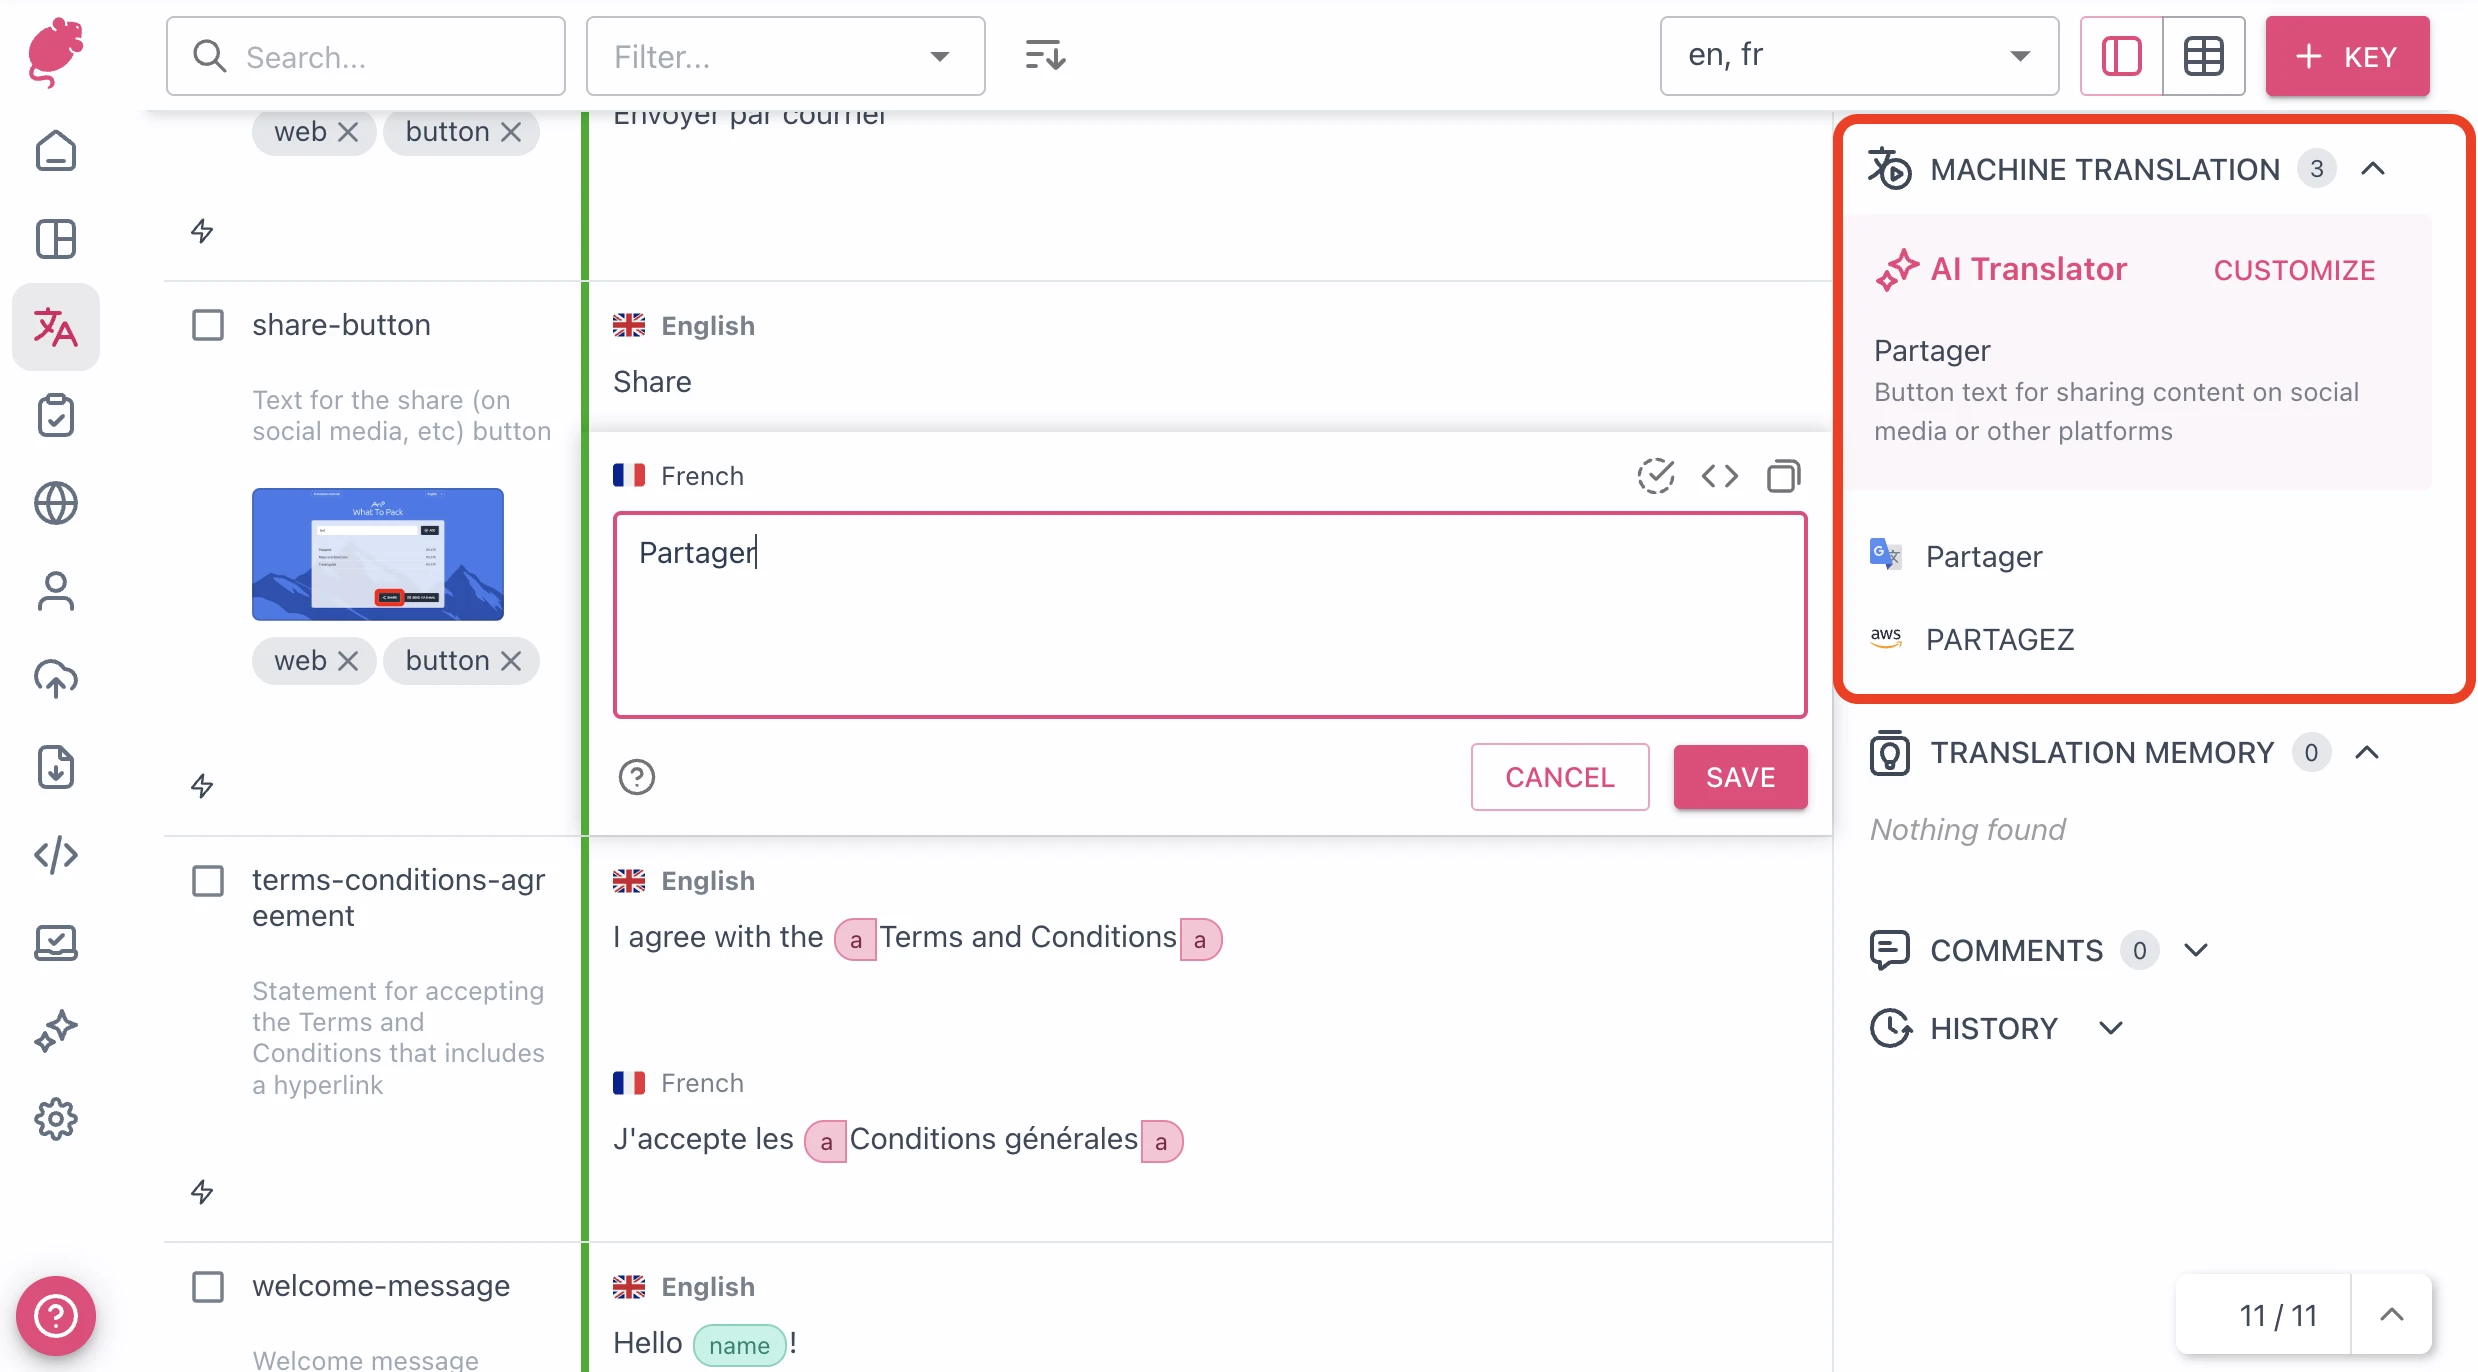 Search...
Filter...
en, fr
+ KEY
web
button
Envoyer par courriel
share-button
Text for the share (on
social media, etc) button
What To Pack
web
button
English
Share
French
Partager
CANCEL
SAVE
terms-conditions-agr
eement
Statement for accepting
the Terms and
Conditions that includes
a hyperlink
English
I agree with the a Terms and Conditions a
French
J'accepte les a Conditions générales a
welcome-message
Welcome message
English
Hello name !
MACHINE TRANSLATION 3
AI Translator
CUSTOMIZE
Partager
Button text for sharing content on social
media or other platforms
Partager
aws PARTAGEZ
TRANSLATION MEMORY 0
Nothing found
COMMENTS 0
HISTORY
11 / 11